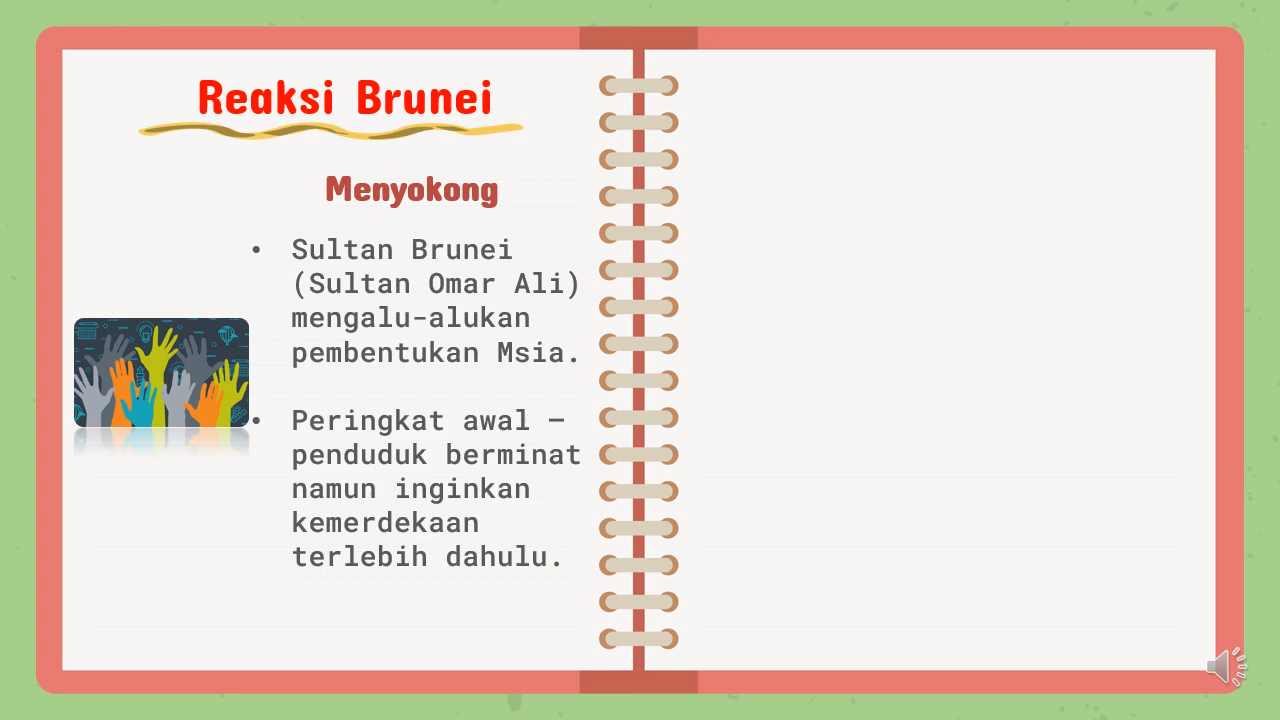 Reaksi Brunei
Menyokong
• Sultan Brunei
(Sultan Omar Ali)
mengalu-alukan
pembentukan Msia.
• Peringkat awal –
penduduk berminat
namun inginkan
kemerdekaan
terlebih dahulu.